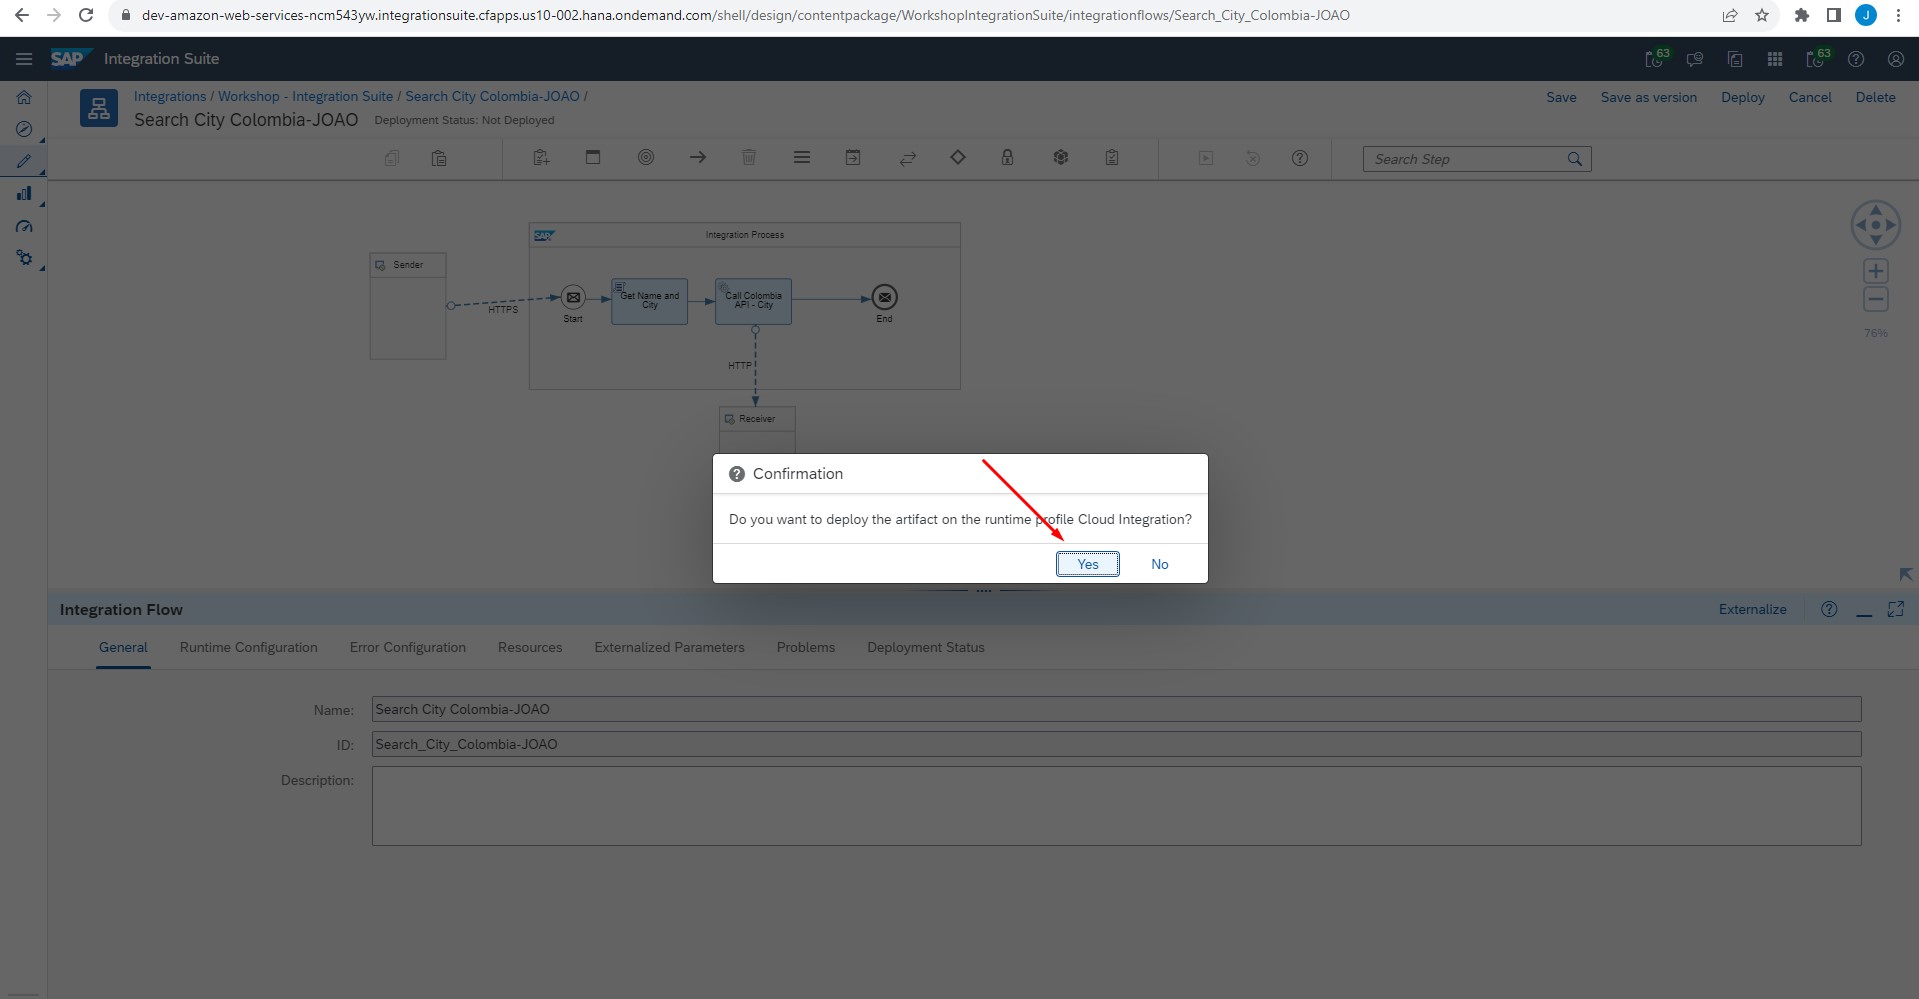 dev-amazon-web-services-ncm543yw.integrationsuite.cfapps.us10-002.hana.ondemand.com/shell/design/contentpackage/WorkshopIntegrationSuite/integrationflows/Search_City_Colombia-JOAO
J
SAP Integration Suite
63
63
Integrations / Workshop - Integration Suite / Search City Colombia-JOAO /
Search City Colombia-JOAO Deployment Status: Not Deployed
Save Save as version Deploy Cancel Delete
Search Step
SAP Integration Process
Sender
HTTPS
Start
Get Name and
City
Call Colombia
API - City
End
HTTP
Receiver
76%
Confirmation
Do you want to deploy the artifact on the runtime profile Cloud Integration?
Yes No
Integration Flow
Externalize
General Runtime Configuration Error Configuration Resources Externalized Parameters Problems Deployment Status
Name: Search City Colombia-JOAO
ID: Search_City_Colombia-JOAO
Description: